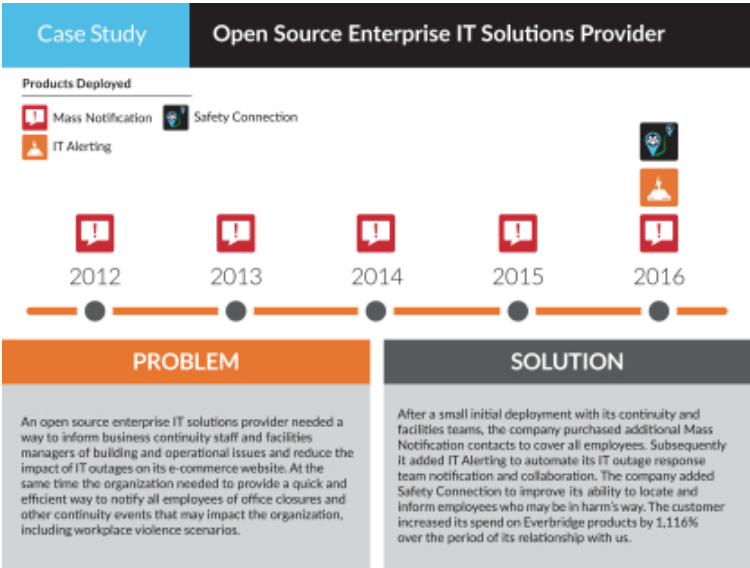 Case Study
Open Source Enterprise IT Solutions Provider
Products Deployed
Mass Notification
Safety Connection
IT Alerting
2012
2013
2014
2015
2016
PROBLEM
An open source enterprise IT solutions provider needed a
way to inform business continuity staff and facilities
managers of building and operational issues and reduce the
impact of IT outages on its e-commerce website. At the
same time the organization needed to provide a quick and
efficient way to notify all employees of office closures and
other continuity events that may impact the organization,
including workplace violence scenarios.
SOLUTION
After a small initial deployment with its continuity and
facilities teams, the company purchased additional Mass
Notification contacts to cover all employees. Subsequently
it added IT Alerting to automate its IT outage response
team notification and collaboration. The company added
Safety Connection to improve its ability to locate and
inform employees who may be in harm's way. The customer
increased its spend on Everbridge products by 1,116%
over the period of its relationship with us.